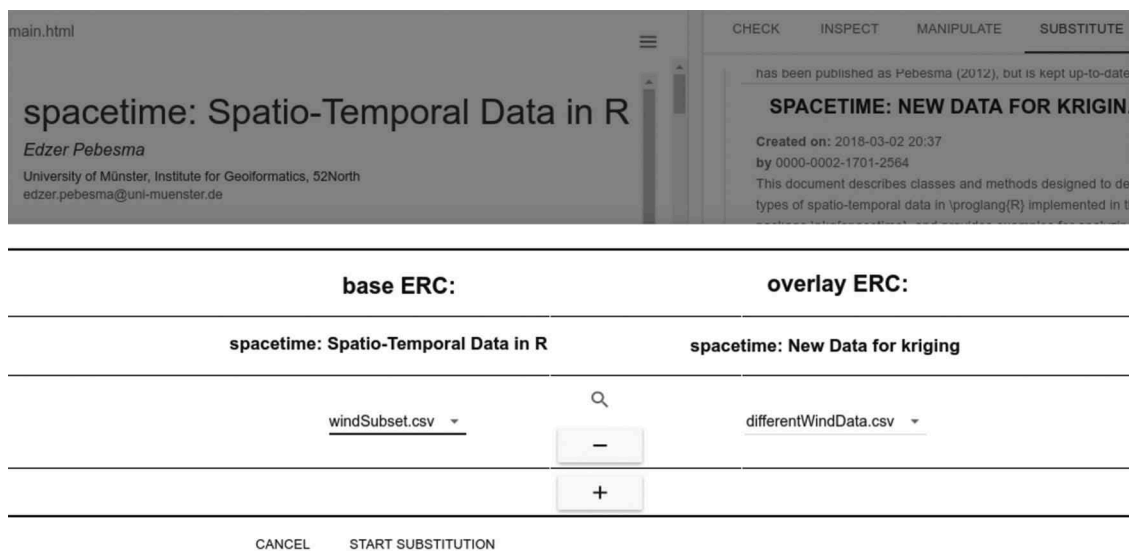 main.html
CHECK INSPECT MANIPULATE SUBSTITUTE
has been published as Pebesma (2012), but is kept up-to-date
spacetime: Spatio-Temporal Data in R
SPACETIME: NEW DATA FOR KRIGIN
Edzer Pebesma
Created on: 2018-03-02 20:37
University of Münster, Institute for Geoiformatics, 52North
by 0000-0002-1701-2564
edzer.pebesma@uni-muenster.de
This document describes classes and methods designed to de
types of spatio-temporal data in \proglang{R} implemented in t
base ERC: overlay ERC:
spacetime: Spatio-Temporal Data in R spacetime: New Data for kriging
windSubset.csv differentWindData.csv
−
+
CANCEL START SUBSTITUTION